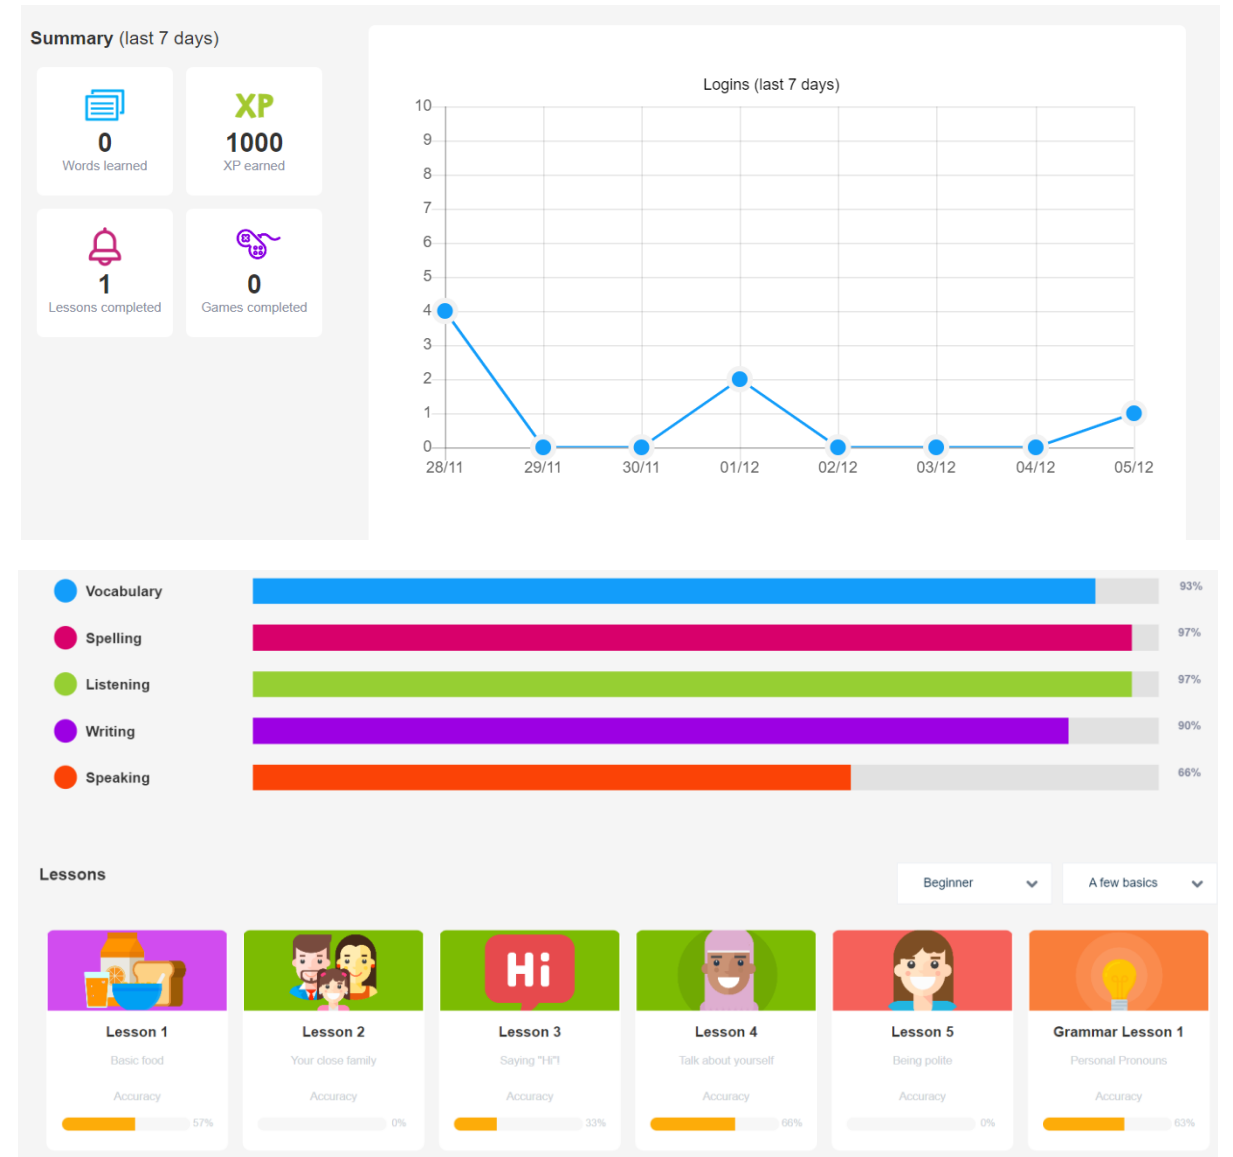 Summary (last 7 days)
XP
0
1000
Words learned
XP earned
1
0
Lessons completed
Games completed
Logins (last 7 days)
10
9
8
7
6
5
4
3
2
1
0
28/11 29/11 30/11 01/12 02/12 03/12 04/12 05/12
Vocabulary 93%
Spelling 97%
Listening 97%
Writing 90%
Speaking 66%
Lessons
Beginner
A few basics
Hi
Lesson 1
Basic food
Accuracy
57%
Lesson 2
Your close family
Accuracy
0%
Lesson 3
Saying "Hi"!
Accuracy
33%
Lesson 4
Talk about yourself
Accuracy
66%
Lesson 5
Being polite
Accuracy
0%
Grammar Lesson 1
Personal Pronouns
Accuracy
63%